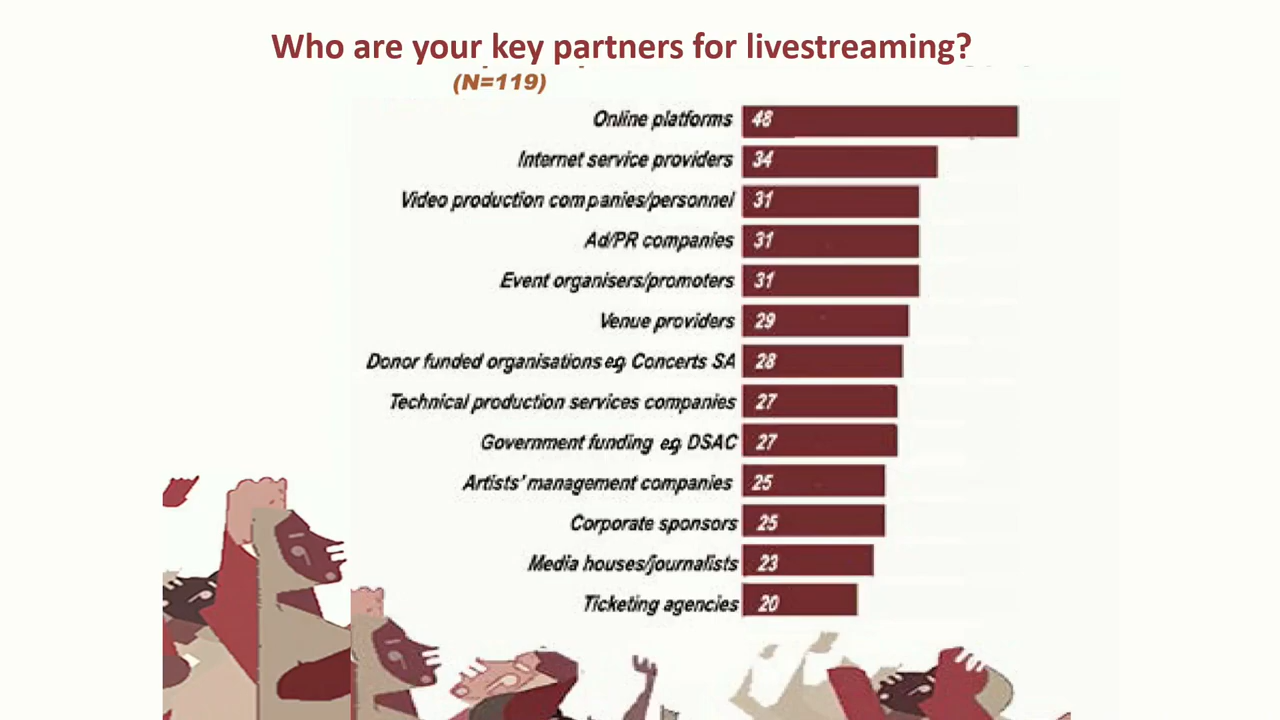 Who are your key partners for livestreaming?
(N=119)
Online platforms 48
Internet service providers 34
Video production companies/personnel 31
Ad/PR companies 31
Event organisers/promoters 31
Venue providers 29
Donor funded organisations eg Concerts SA 28
Technical production services companies 27
Government funding eg DSAC 27
Artists' management companies 25
Corporate sponsors 25
Media houses/journalists 23
Ticketing agencies 20